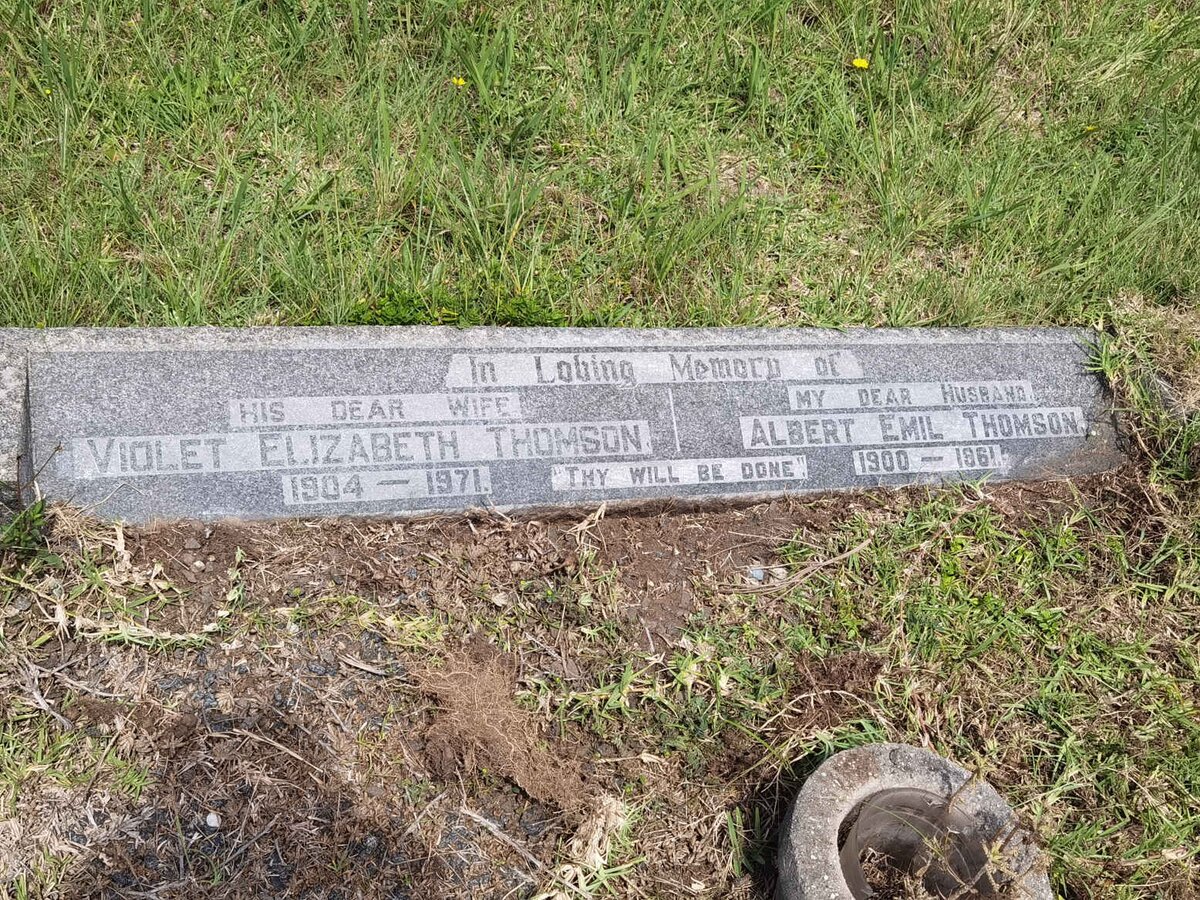 In Loving Memory of
HIS DEAR WIFE
VIOLET ELIZABETH THOMSON
1904 — 1971.
MY DEAR HUSBAND
ALBERT EMIL THOMSON
1900 — 1961.
"THY WILL BE DONE"